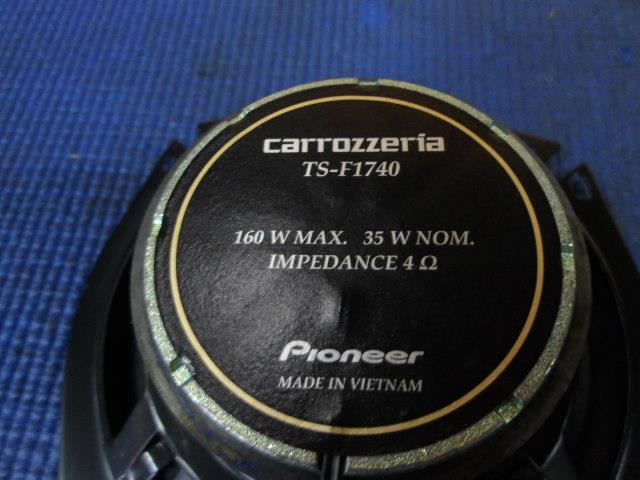 carrozzeria
TS-F1740
160 W MAX. 35 W NOM.
IMPEDANCE 4 Ω
Pioneer
MADE IN VIETNAM